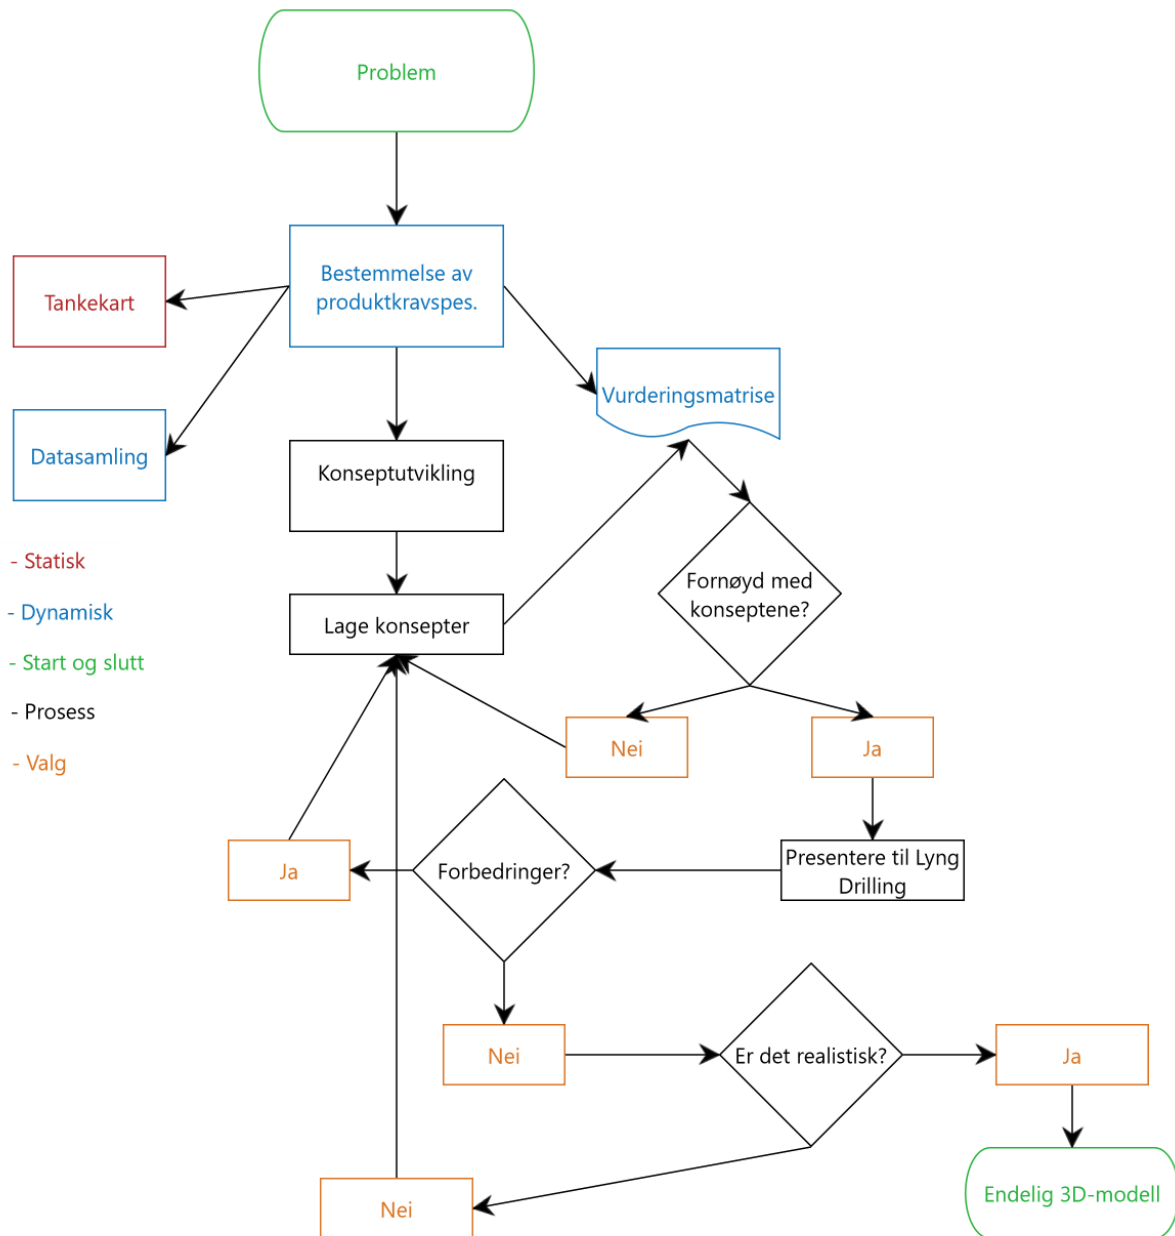 Problem
Bestemmelse av
produktkravspes.
Tankekart
Vurderingsmatrise
Datasamling
Konseptutvikling
- Statisk
- Dynamisk
- Start og slutt
- Prosess
- Valg
Lage konsepter
Fornøyd med
konseptene?
Nei
Ja
Presentere til Lyng
Drilling
Forbedringer?
Ja
Nei
Er det realistisk?
Ja
Nei
Endelig 3D-modell